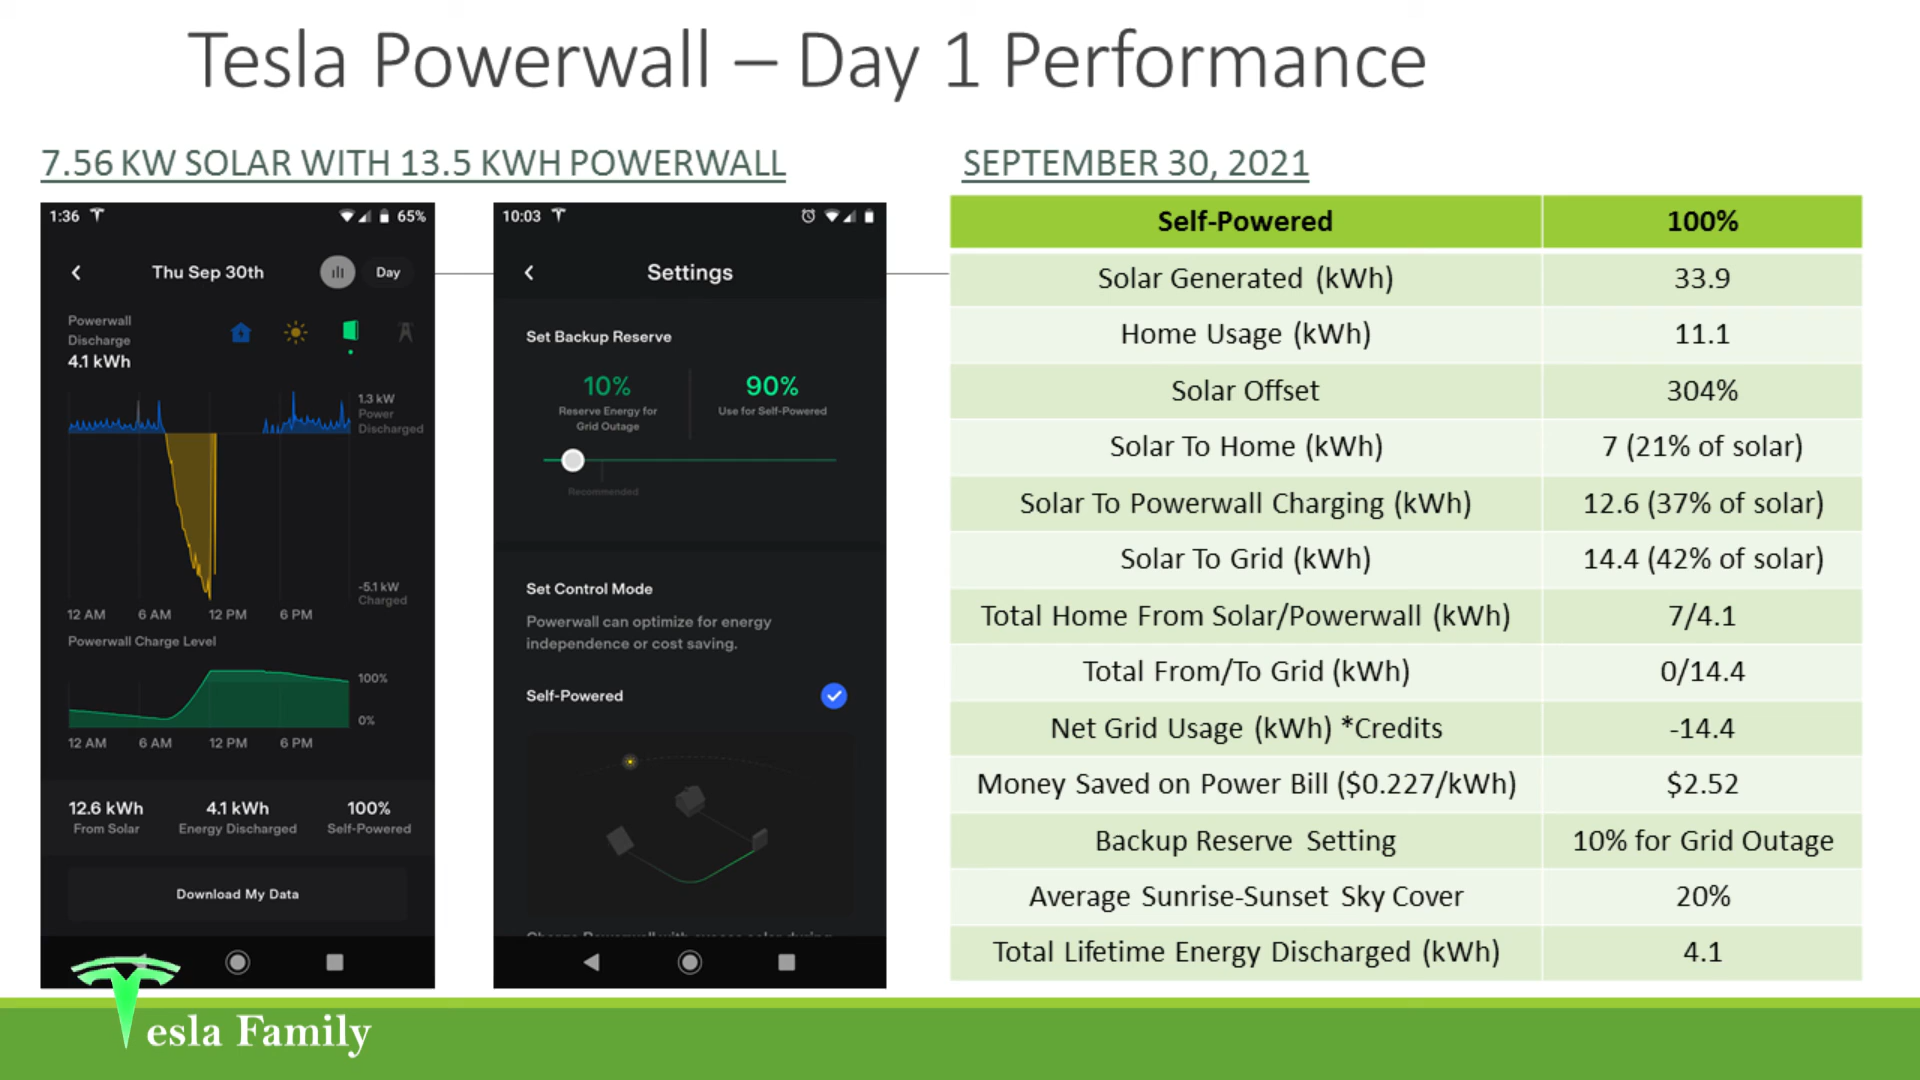 Tesla Powerwall – Day 1 Performance
7.56 KW SOLAR WITH 13.5 KWH POWERWALL
1:36
65%
Thu Sep 30th
Day
Powerwall
Discharge
4.1 kWh
1.3 kW
Power
Discharged
-5.1 kW
Charged
12 AM 6 AM 12 PM 6 PM
Powerwall Charge Level
100%
0%
12 AM 6 AM 12 PM 6 PM
12.6 kWh 4.1 kWh 100%
From Solar Energy Discharged Self-Powered
Download My Data
10:03
Settings
Set Backup Reserve
10% 90%
Reserve Energy for Use for Self-Powered
Grid Outage
Recommended
Set Control Mode
Powerwall can optimize for energy
independence or cost saving.
Self-Powered
SEPTEMBER 30, 2021
Self-Powered 100%
Solar Generated (kWh) 33.9
Home Usage (kWh) 11.1
Solar Offset 304%
Solar To Home (kWh) 7 (21% of solar)
Solar To Powerwall Charging (kWh) 12.6 (37% of solar)
Solar To Grid (kWh) 14.4 (42% of solar)
Total Home From Solar/Powerwall (kWh) 7/4.1
Total From/To Grid (kWh) 0/14.4
Net Grid Usage (kWh) *Credits -14.4
Money Saved on Power Bill ($0.227/kWh) $2.52
Backup Reserve Setting 10% for Grid Outage
Average Sunrise-Sunset Sky Cover 20%
Total Lifetime Energy Discharged (kWh) 4.1
Tesla Family